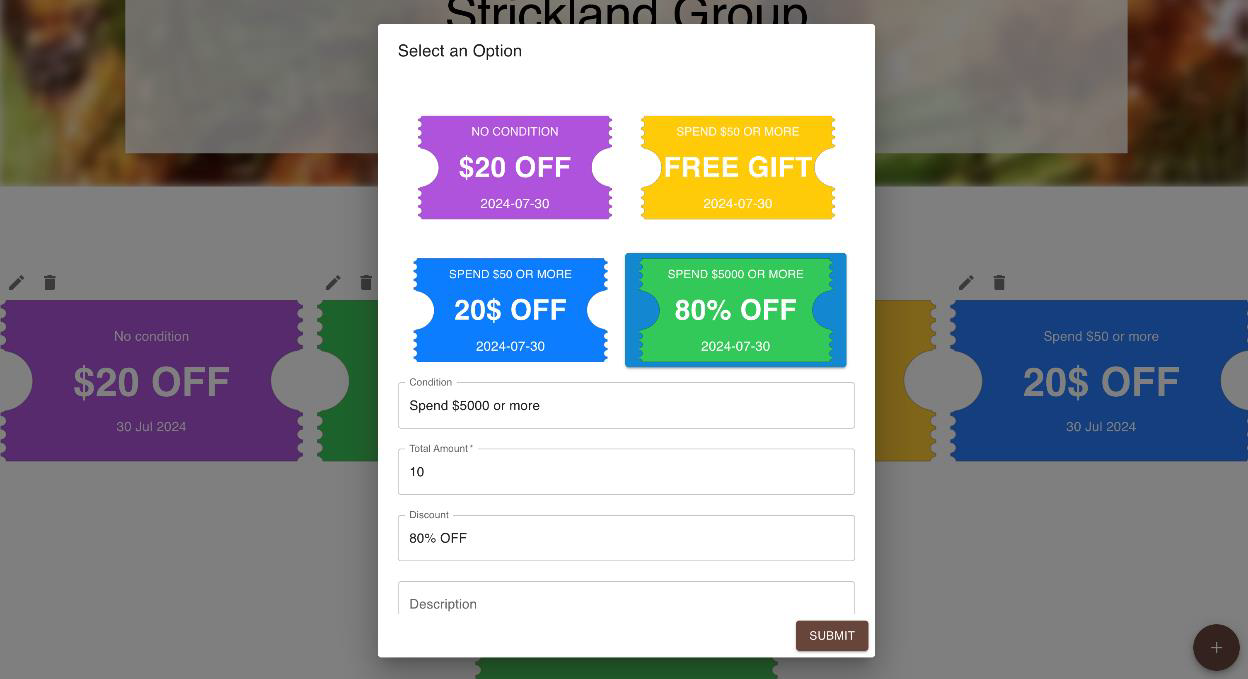 Strickland Group
Select an Option
NO CONDITION
$20 OFF
2024-07-30
SPEND $50 OR MORE
FREE GIFT
2024-07-30
SPEND $50 OR MORE
20$ OFF
2024-07-30
SPEND $5000 OR MORE
80% OFF
2024-07-30
Condition
Spend $5000 or more
Total Amount *
10
Discount
80% OFF
Description
SUBMIT
No condition
$20 OFF
30 Jul 2024
Spend $50 or more
20$ OFF
30 Jul 2024
+